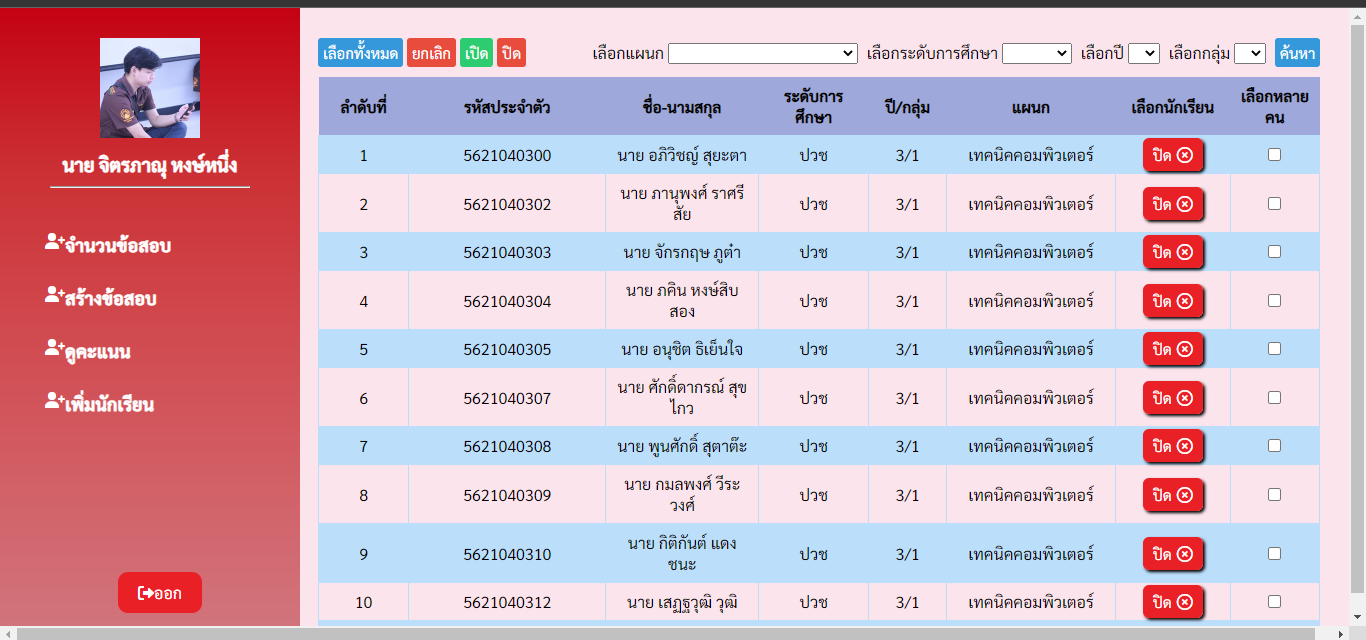 นาย จิตรภาณุ หงษ์หนึ่ง
จำนวนข้อสอบ
สร้างข้อสอบ
ดูคะแนน
เพิ่มนักเรียน
ออก
เลือกทั้งหมด ยกเลิก เปิด ปิด เลือกแผนก เลือกระดับการศึกษา เลือกปี เลือกกลุ่ม ค้นหา
ลำดับที่ รหัสประจำตัว ชื่อ-นามสกุล ระดับการ ปี/กลุ่ม แผนก เลือกนักเรียน เลือกหลาย
ศึกษา คน
1 5621040300 นาย อภิวิชญ์ สุยะตา ปวช 3/1 เทคนิคคอมพิวเตอร์ ปิด
2 5621040302 นาย ภานุพงศ์ ราศรี ปวช 3/1 เทคนิคคอมพิวเตอร์ ปิด
สัย
3 5621040303 นาย จักรกฤษ ภูต๋า ปวช 3/1 เทคนิคคอมพิวเตอร์ ปิด
4 5621040304 นาย ภคิน หงษ์สิบ ปวช 3/1 เทคนิคคอมพิวเตอร์ ปิด
สอง
5 5621040305 นาย อนุชิต ธิเย็นใจ ปวช 3/1 เทคนิคคอมพิวเตอร์ ปิด
6 5621040307 นาย ศักดิ์ดากรณ์ สุข ปวช 3/1 เทคนิคคอมพิวเตอร์ ปิด
ไกว
7 5621040308 นาย พูนศักดิ์ สุตาต๊ะ ปวช 3/1 เทคนิคคอมพิวเตอร์ ปิด
8 5621040309 นาย กมลพงศ์ วีระ ปวช 3/1 เทคนิคคอมพิวเตอร์ ปิด
วงศ์
9 5621040310 นาย กิติกันต์ แดง ปวช 3/1 เทคนิคคอมพิวเตอร์ ปิด
ชนะ
10 5621040312 นาย เสฏฐวุฒิ วุฒิ ปวช 3/1 เทคนิคคอมพิวเตอร์ ปิด